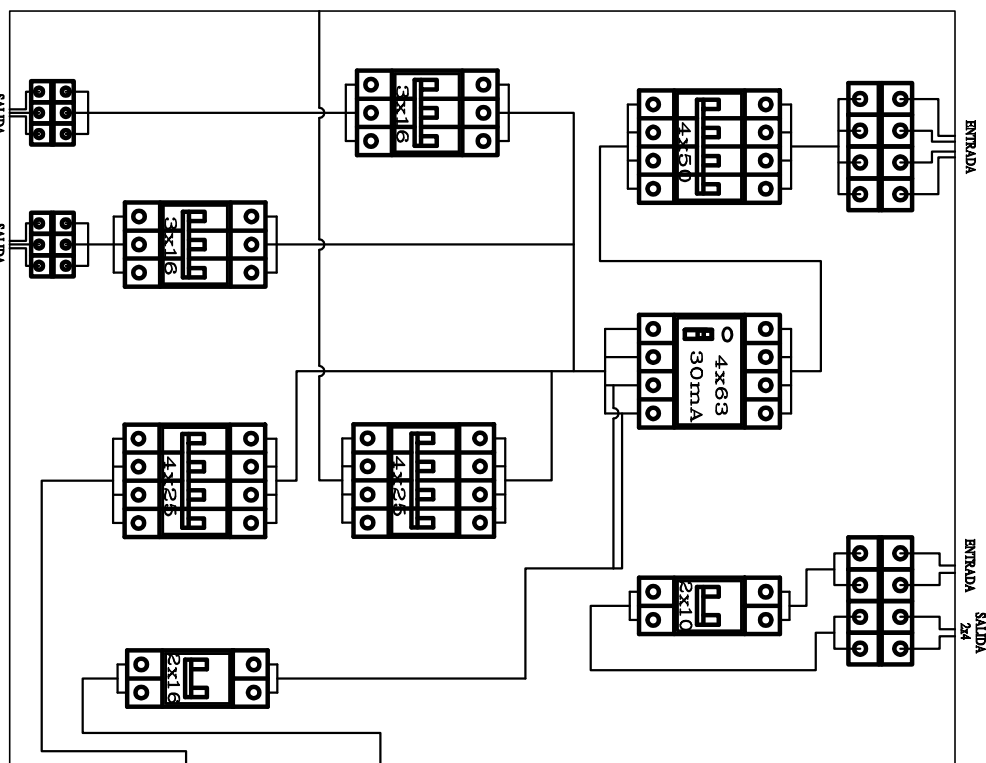 ENTRADA
ENTRADA
SALIDA
2x4
4x50
4x63
30mA
2x10
3x16
4x25
3x16
4x25
2x16
SALIDA
SALIDA